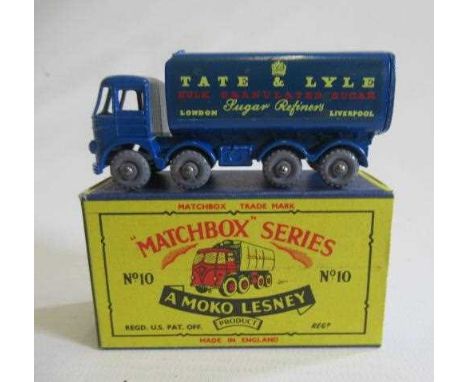 TATE & LYLE
BULK GRANULATED SUGAR
Sugar Refiners
LONDON LIVERPOOL
MATCHBOX TRADE MARK
"MATCHBOX" SERIES
Nº10 Nº10
A MOKO LESNEY
PRODUCT
REGD. U.S. PAT. OFF. REGD
MADE IN ENGLAND